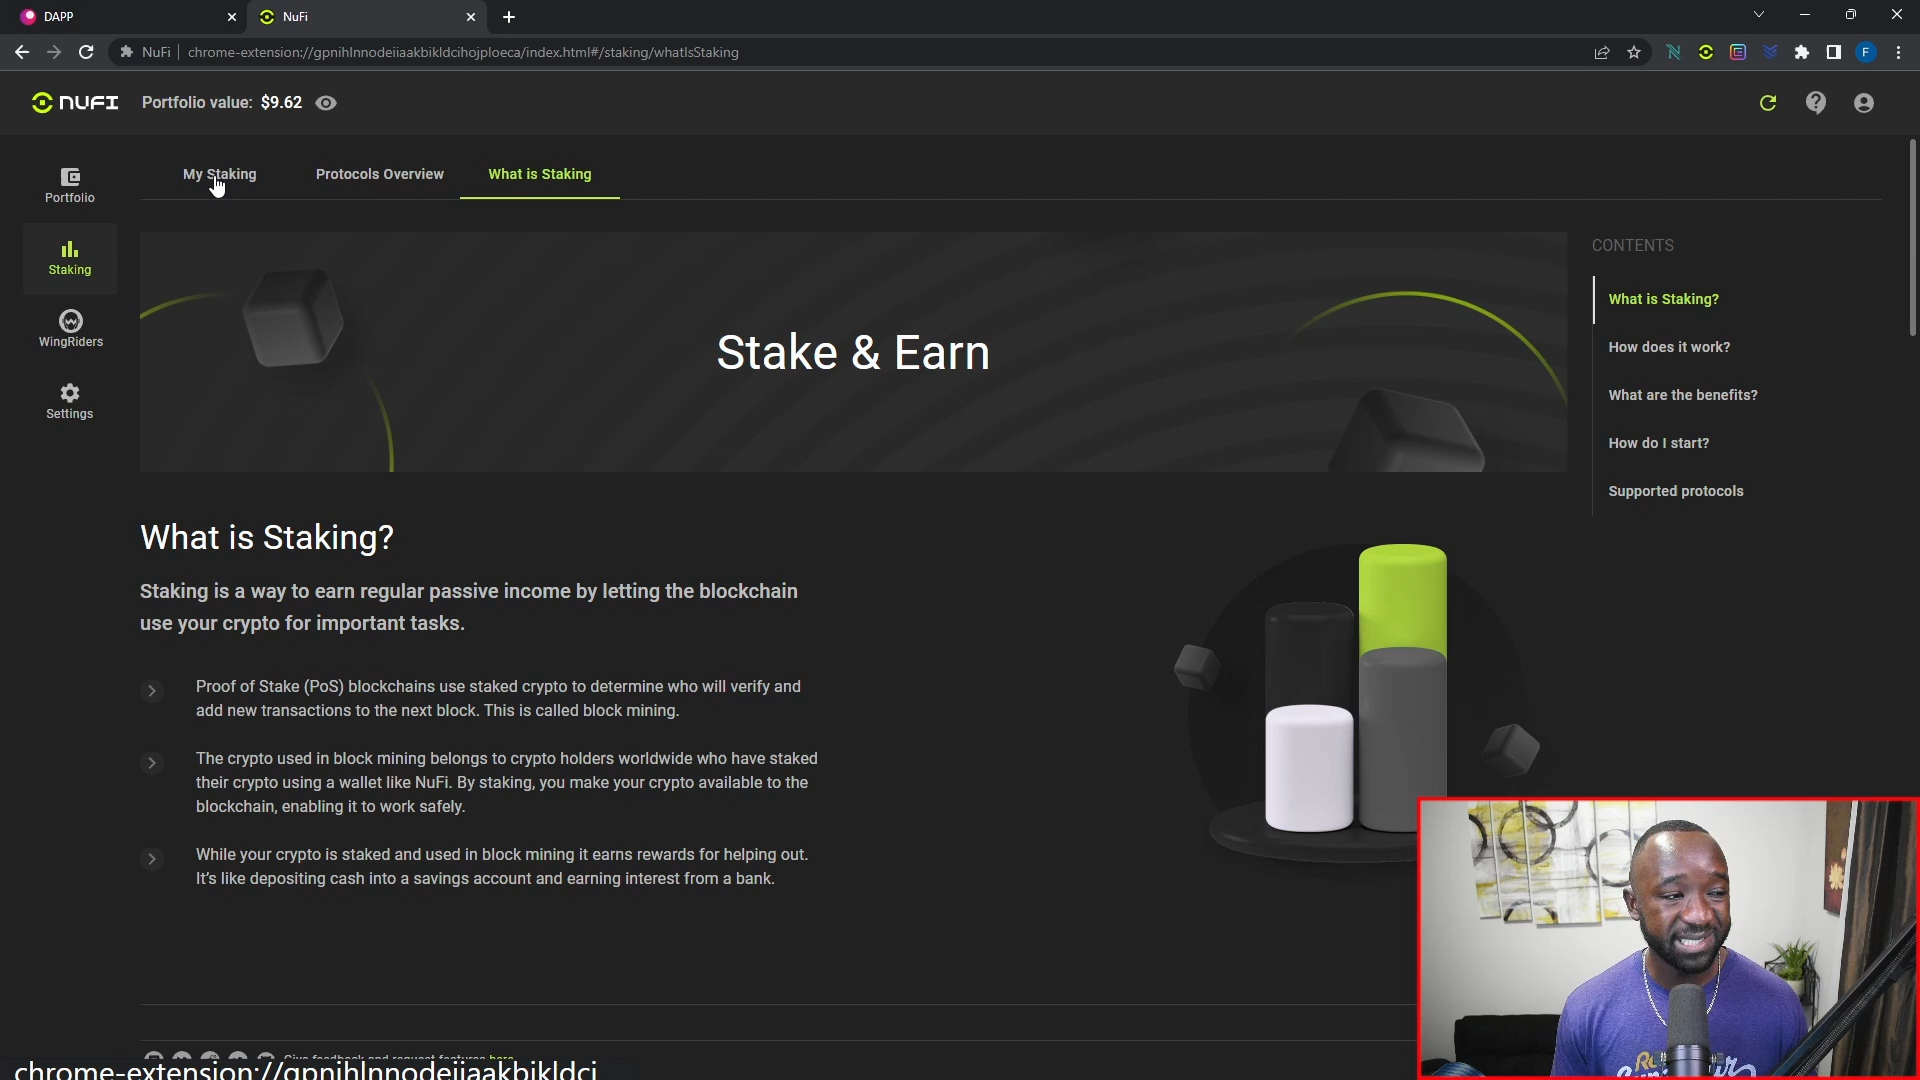 DAPP
NuFi
NuFi
chrome-extension://gpnihlnnodeiiaakbikldcihojploeca/index.html#/staking/whatIsStaking
F
NUFI
Portfolio value: $9.62
My Staking
Protocols Overview
What is Staking
Portfolio
Staking
WingRiders
Settings
Stake & Earn
CONTENTS
What is Staking?
How does it work?
What are the benefits?
How do I start?
Supported protocols
What is Staking?
Staking is a way to earn regular passive income by letting the blockchain
use your crypto for important tasks.
Proof of Stake (PoS) blockchains use staked crypto to determine who will verify and
add new transactions to the next block. This is called block mining.
The crypto used in block mining belongs to crypto holders worldwide who have staked
their crypto using a wallet like NuFi. By staking, you make your crypto available to the
blockchain, enabling it to work safely.
While your crypto is staked and used in block mining it earns rewards for helping out.
It's like depositing cash into a savings account and earning interest from a bank.
Give feedback and request features here
chrome-extension://gpnihlnnodeiiaakbikldci